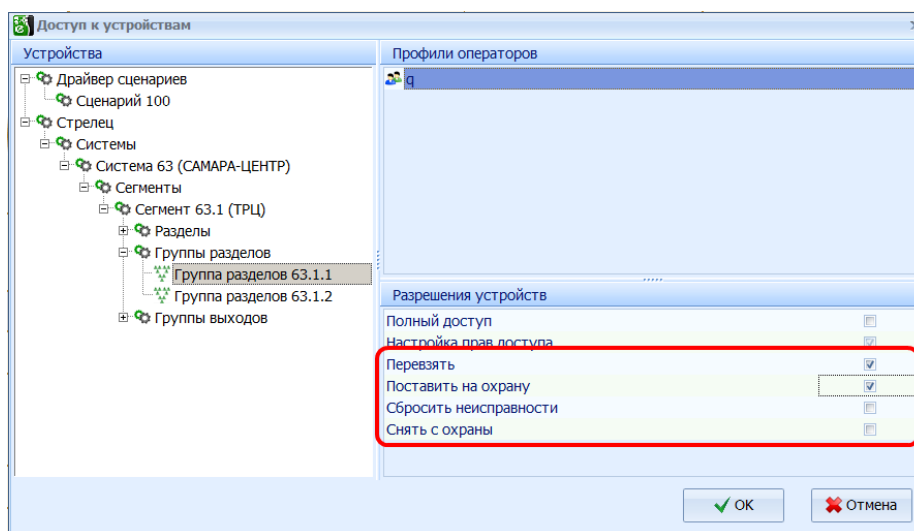 Доступ к устройствам
Устройства
Драйвер сценариев
Сценарий 100
Стрелец
Системы
Система 63 (САМАРА-ЦЕНТР)
Сегменты
Сегмент 63.1 (ТРЦ)
Разделы
Группы разделов
Группа разделов 63.1.1
Группа разделов 63.1.2
Группы выходов
Профили операторов
q
Разрешения устройств
Полный доступ
Настройка прав доступа
Перевзять
Поставить на охрану
Сбросить неисправности
Снять с охраны
ОК
Отмена